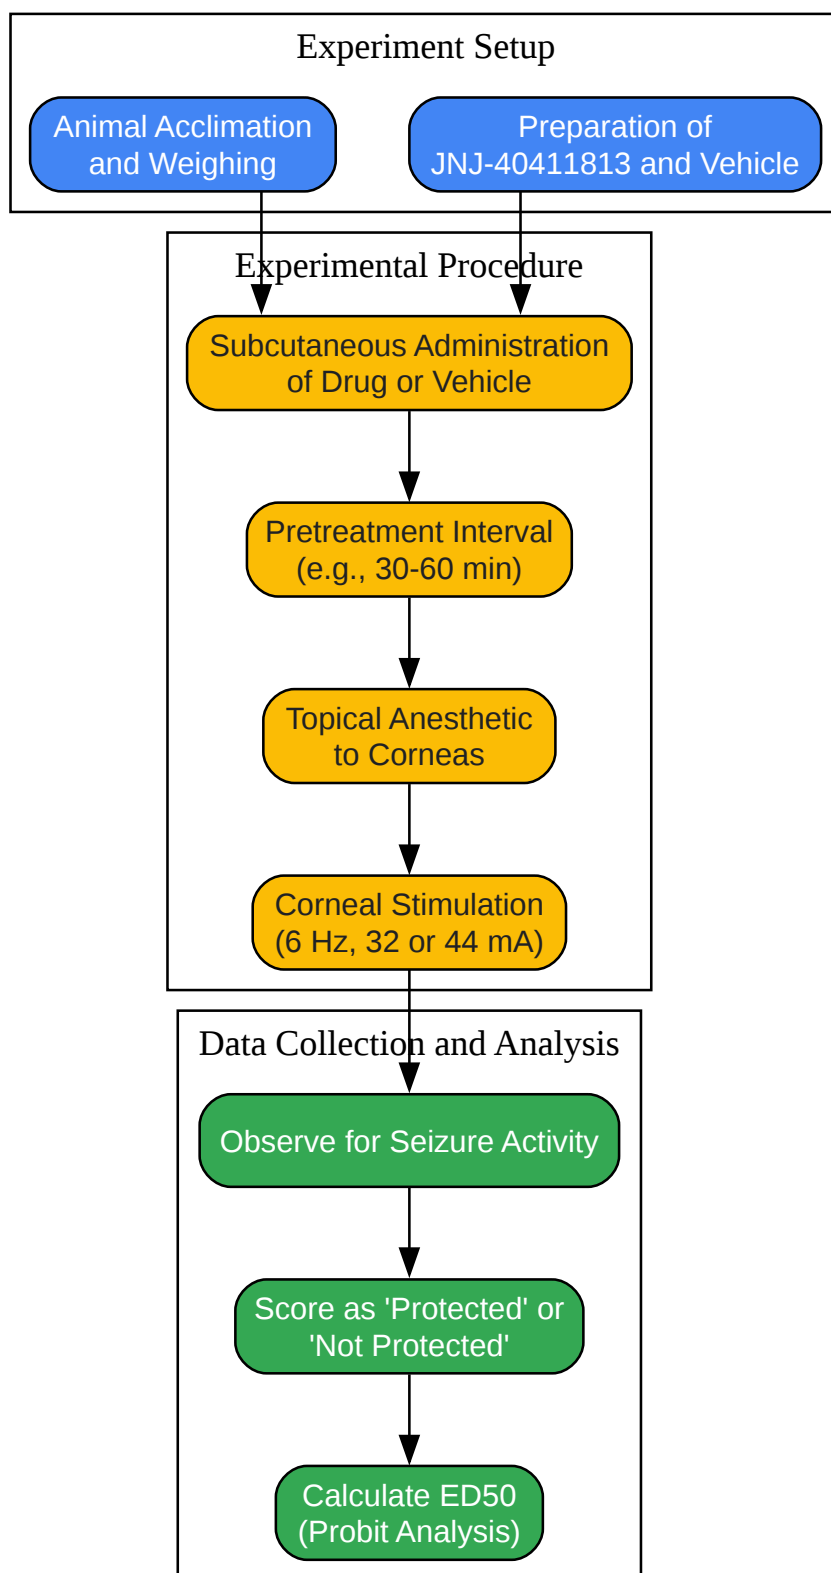 Experiment Setup
Animal Acclimation
and Weighing
Preparation of
JNJ-40411813 and Vehicle
Experimental Procedure
Subcutaneous Administration
of Drug or Vehicle
Pretreatment Interval
(e.g., 30-60 min)
Topical Anesthetic
to Corneas
Corneal Stimulation
(6 Hz, 32 or 44 mA)
Data Collection and Analysis
Observe for Seizure Activity
Score as 'Protected' or
'Not Protected'
Calculate ED50
(Probit Analysis)